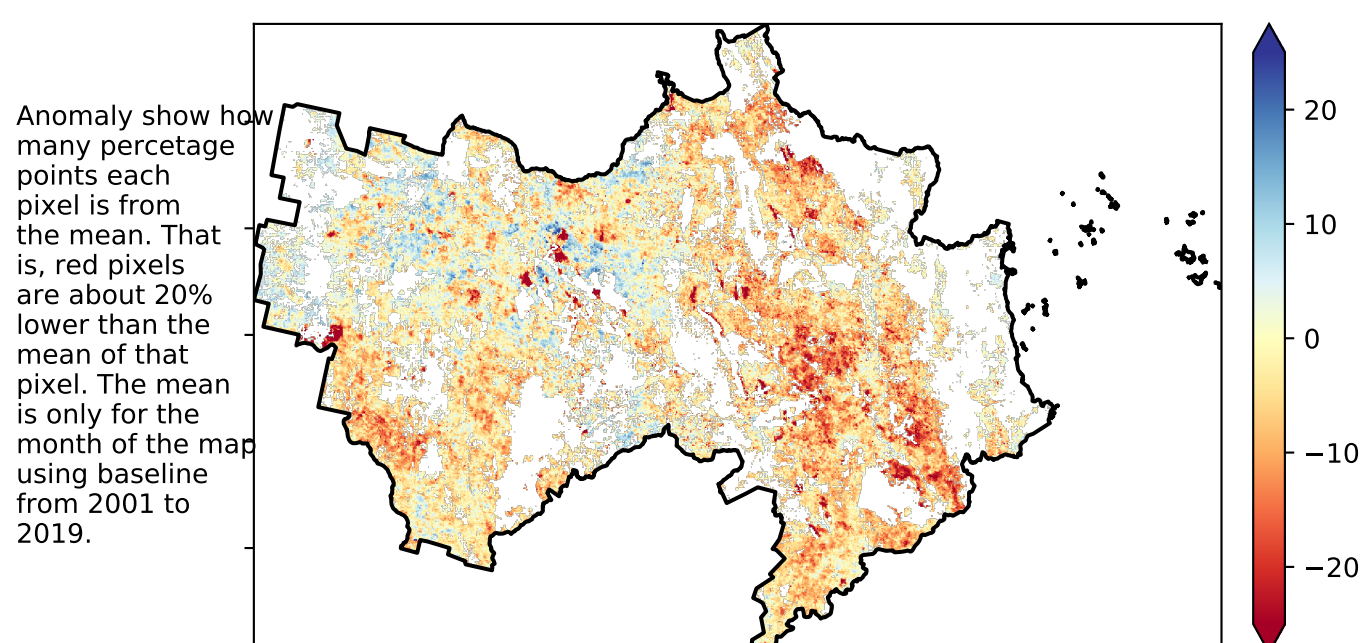 Anomaly show how
many percetage
points each
pixel is from
the mean. That
is, red pixels
are about 20%
lower than the
mean of that
pixel. The mean
is only for the
month of the map
using baseline
from 2001 to
2019.
20
10
0
−10
−20